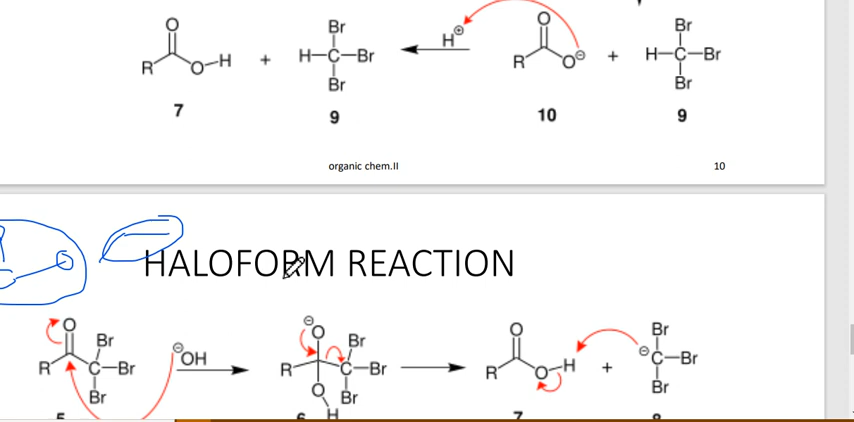 O Br O Br
R O–H + H–C–Br H⊕ R O⊖ + H–C–Br
Br Br
7 9 10 9
organic chem.II 10
HALOFORM REACTION
O Br ⊖OH ⊖O Br O Br
R C–Br R C–Br R O–H + ⊖C–Br
Br O Br Br
H